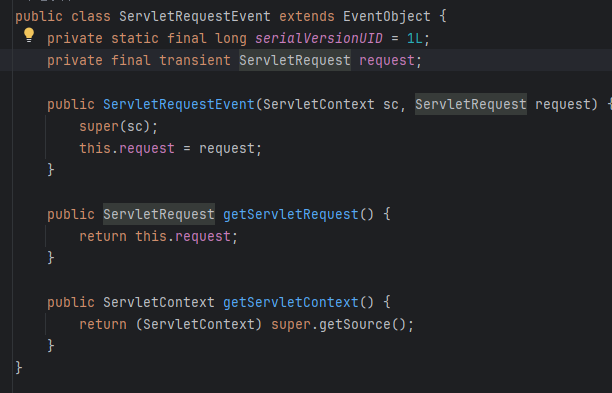 public class ServletRequestEvent extends EventObject {
    private static final long serialVersionUID = 1L;
    private final transient ServletRequest request;
    public ServletRequestEvent(ServletContext sc, ServletRequest request) {
        super(sc);
        this.request = request;
    }
    public ServletRequest getServletRequest() {
        return this.request;
    }
    public ServletContext getServletContext() {
        return (ServletContext) super.getSource();
    }
}